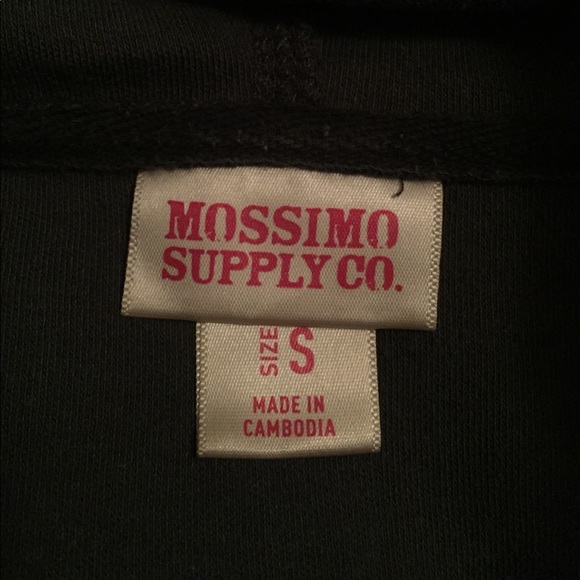 MOSSIMO
SUPPLY CO.
SIZE S
MADE IN
CAMBODIA